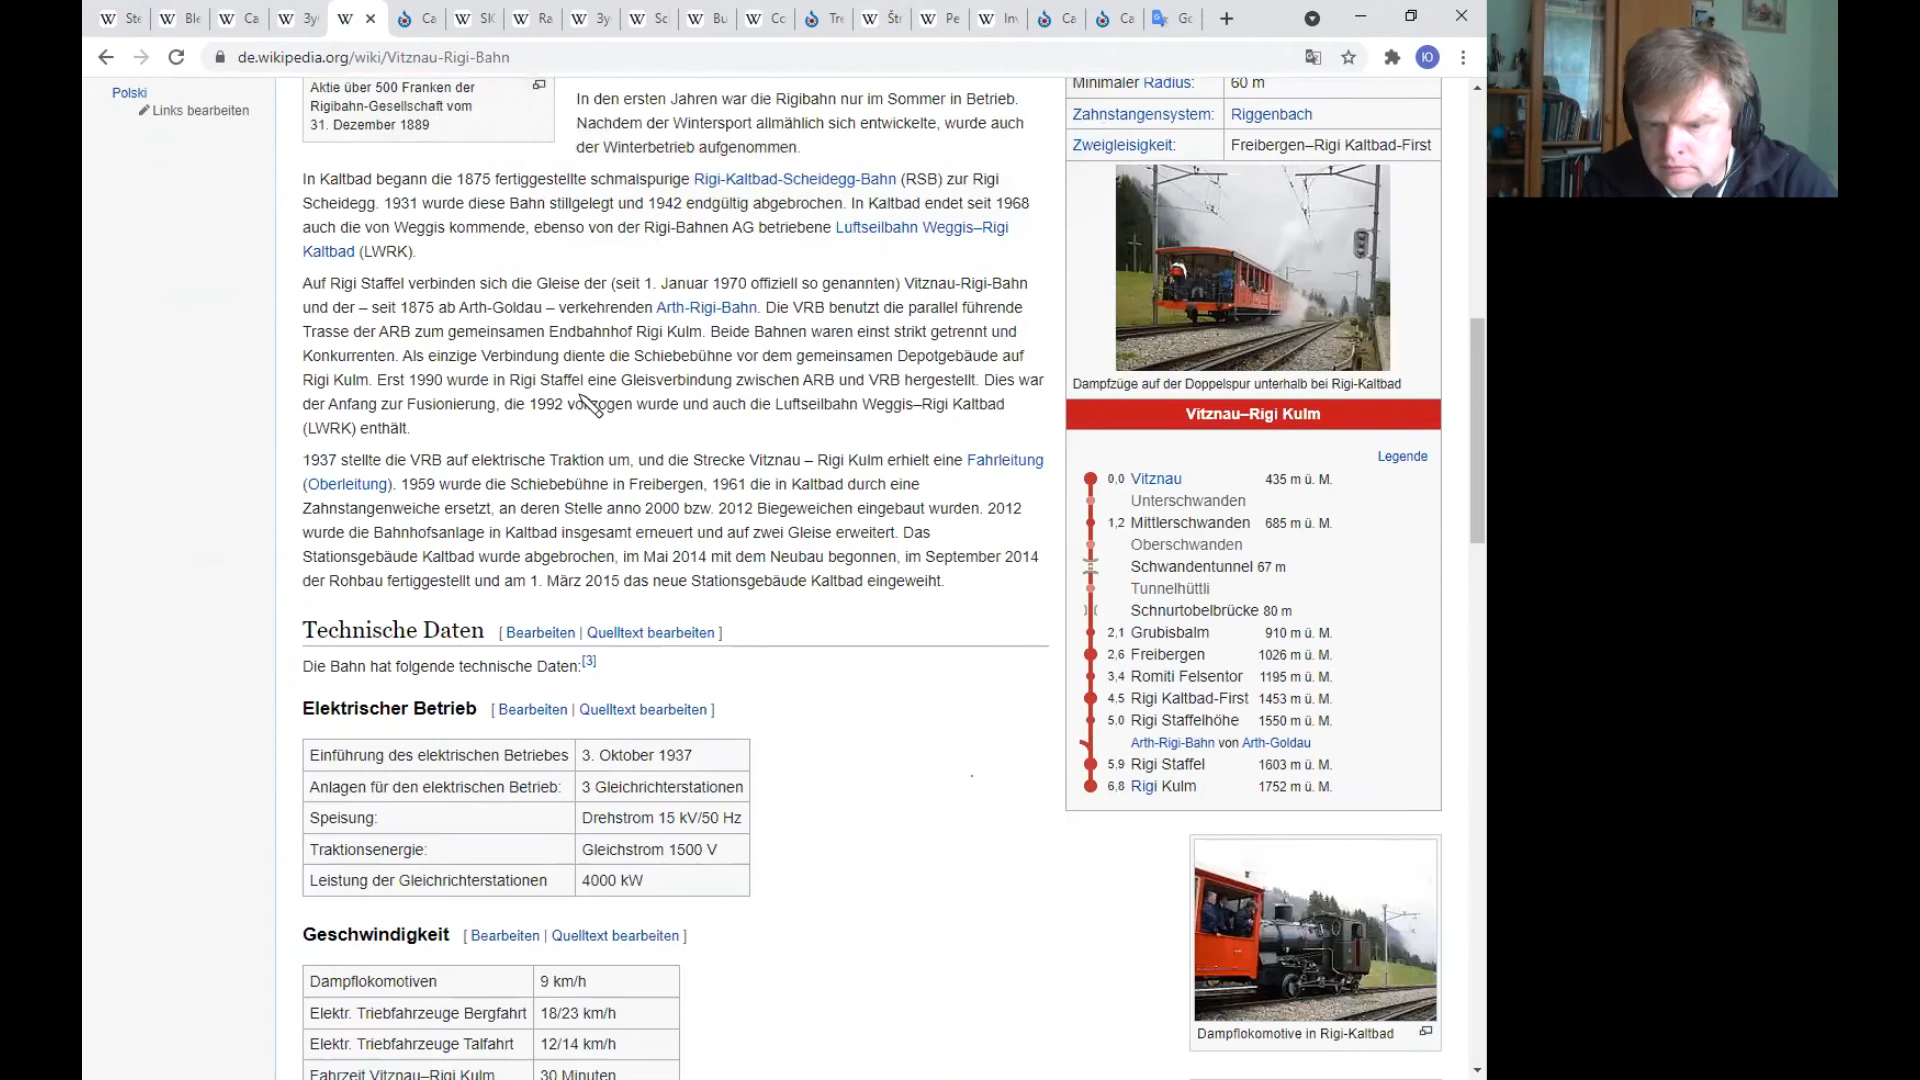 Ste
Ble
Ca
Зу
Ca
Sl
Ra
Зу
Sc
Bu
Co
Tre
Štr
Pe
Im
Ca
Ca
Go
de.wikipedia.org/wiki/Vitznau-Rigi-Bahn
Ю
Polski
Links bearbeiten
Aktie über 500 Franken der
Rigibahn-Gesellschaft vom
31. Dezember 1889
In den ersten Jahren war die Rigibahn nur im Sommer in Betrieb.
Nachdem der Wintersport allmählich sich entwickelte, wurde auch
der Winterbetrieb aufgenommen.
In Kaltbad begann die 1875 fertiggestellte schmalspurige Rigi-Kaltbad-Scheidegg-Bahn (RSB) zur Rigi
Scheidegg. 1931 wurde diese Bahn stillgelegt und 1942 endgültig abgebrochen. In Kaltbad endet seit 1968
auch die von Weggis kommende, ebenso von der Rigi-Bahnen AG betriebene Luftseilbahn Weggis–Rigi
Kaltbad (LWRK).
Auf Rigi Staffel verbinden sich die Gleise der (seit 1. Januar 1970 offiziell so genannten) Vitznau-Rigi-Bahn
und der – seit 1875 ab Arth-Goldau – verkehrenden Arth-Rigi-Bahn. Die VRB benutzt die parallel führende
Trasse der ARB zum gemeinsamen Endbahnhof Rigi Kulm. Beide Bahnen waren einst strikt getrennt und
Konkurrenten. Als einzige Verbindung diente die Schiebebühne vor dem gemeinsamen Depotgebäude auf
Rigi Kulm. Erst 1990 wurde in Rigi Staffel eine Gleisverbindung zwischen ARB und VRB hergestellt. Dies war
der Anfang zur Fusionierung, die 1992 vollzogen wurde und auch die Luftseilbahn Weggis–Rigi Kaltbad
(LWRK) enthält.
1937 stellte die VRB auf elektrische Traktion um, und die Strecke Vitznau – Rigi Kulm erhielt eine Fahrleitung
(Oberleitung). 1959 wurde die Schiebebühne in Freibergen, 1961 die in Kaltbad durch eine
Zahnstangenweiche ersetzt, an deren Stelle anno 2000 bzw. 2012 Biegeweichen eingebaut wurden. 2012
wurde die Bahnhofsanlage in Kaltbad insgesamt erneuert und auf zwei Gleise erweitert. Das
Stationsgebäude Kaltbad wurde abgebrochen, im Mai 2014 mit dem Neubau begonnen, im September 2014
der Rohbau fertiggestellt und am 1. März 2015 das neue Stationsgebäude Kaltbad eingeweiht.
Technische Daten [ Bearbeiten | Quelltext bearbeiten ]
Die Bahn hat folgende technische Daten:[3]
Elektrischer Betrieb [ Bearbeiten | Quelltext bearbeiten ]
Einführung des elektrischen Betriebes 3. Oktober 1937
Anlagen für den elektrischen Betrieb: 3 Gleichrichterstationen
Speisung: Drehstrom 15 kV/50 Hz
Traktionsenergie: Gleichstrom 1500 V
Leistung der Gleichrichterstationen 4000 kW
Geschwindigkeit [ Bearbeiten | Quelltext bearbeiten ]
Dampflokomotiven 9 km/h
Elektr. Triebfahrzeuge Bergfahrt 18/23 km/h
Elektr. Triebfahrzeuge Talfahrt 12/14 km/h
Fahrzeit Vitznau–Rigi Kulm 30 Minuten
Minimaler Radius: 60 m
Zahnstangensystem: Riggenbach
Zweigleisigkeit: Freibergen–Rigi Kaltbad-First
Dampfzüge auf der Doppelspur unterhalb bei Rigi-Kaltbad
Vitznau–Rigi Kulm
Legende
0,0 Vitznau 435 m ü. M.
Unterschwanden
1,2 Mittlerschwanden 685 m ü. M.
Oberschwanden
Schwandentunnel 67 m
Tunnelhüttli
Schnurtobelbrücke 80 m
2,1 Grubisbalm 910 m ü. M.
2,6 Freibergen 1026 m ü. M.
3,4 Romiti Felsentor 1195 m ü. M.
4,5 Rigi Kaltbad-First 1453 m ü. M.
5,0 Rigi Staffelhöhe 1550 m ü. M.
Arth-Rigi-Bahn von Arth-Goldau
5,9 Rigi Staffel 1603 m ü. M.
6,8 Rigi Kulm 1752 m ü. M.
Dampflokomotive in Rigi-Kaltbad